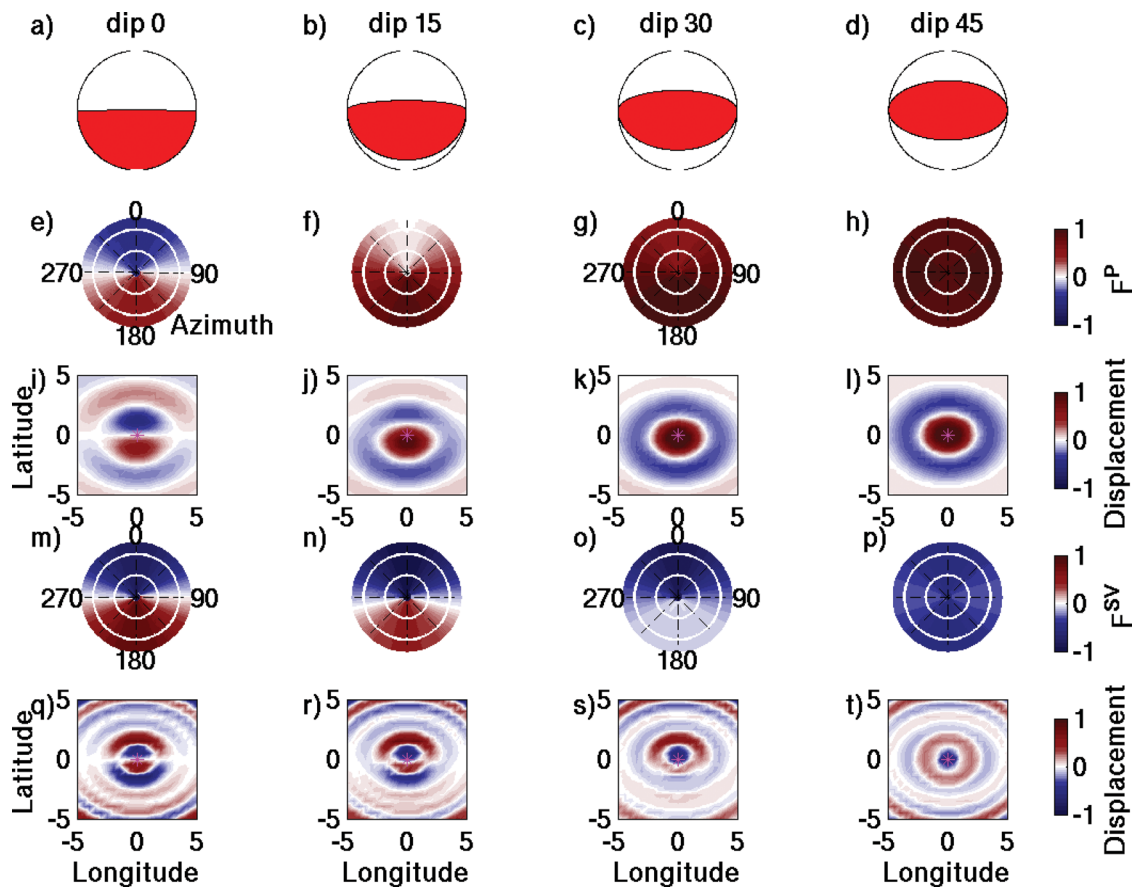 a) dip 0 b) dip 15 c) dip 30 d) dip 45
e) 0 f) g) 0 h) 1
270 90 270 90 0 F^P
180 Azimuth 180 -1
i) 5 j) 5 k) 5 l) 5 1
Latitude 0 0 0 0 0 Displacement
-5 -5 -5 -5 -1
-5 0 5 -5 0 5 -5 0 5 -5 0 5
m) 0 n) o) 0 p) 1
270 90 270 90 0 F^SV
180 180 -1
q) 5 r) 5 s) 5 t) 5 1
Latitude 0 0 0 0 0 Displacement
-5 -5 -5 -5 -1
-5 0 5 -5 0 5 -5 0 5 -5 0 5
Longitude Longitude Longitude Longitude